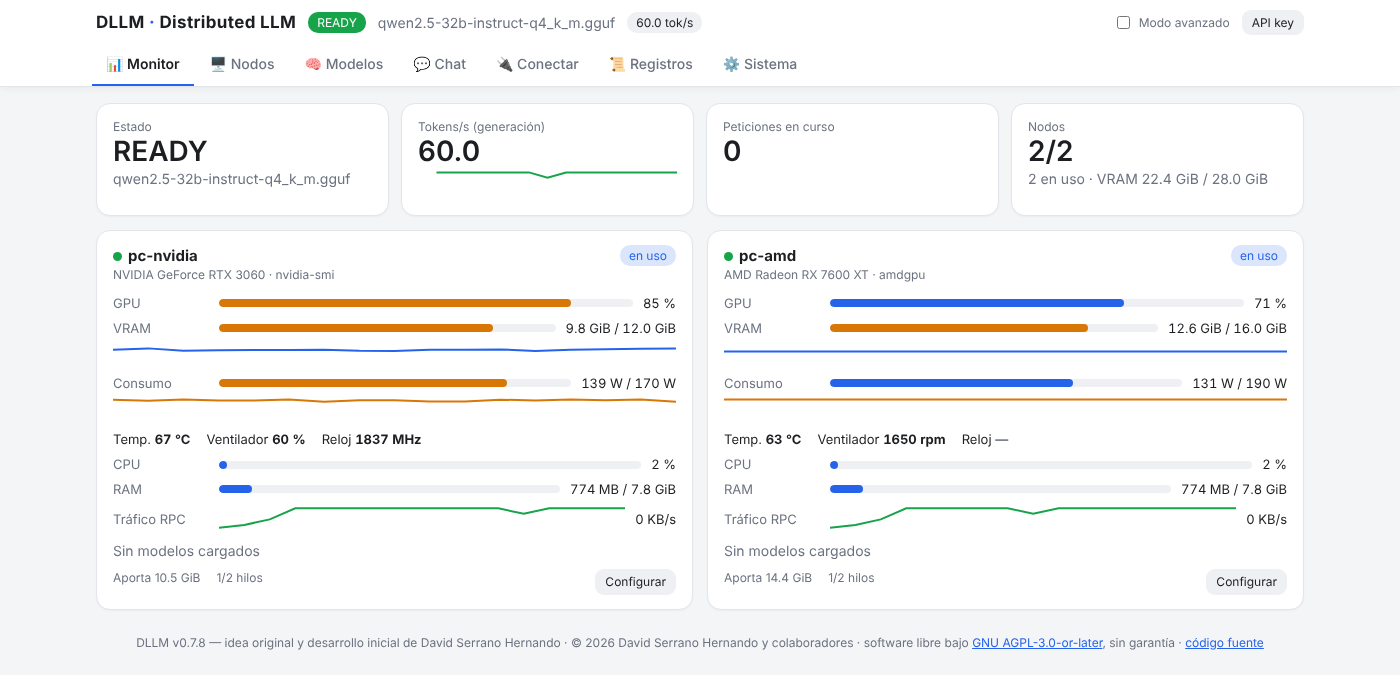 DLLM · Distributed LLM READY qwen2.5-32b-instruct-q4_k_m.gguf 60.0 tok/s Modo avanzado API key
📊 Monitor 🖥️ Nodos 🧠 Modelos 💬 Chat 🔌 Conectar 📜 Registros ⚙️ Sistema
Estado
READY
qwen2.5-32b-instruct-q4_k_m.gguf
Tokens/s (generación)
60.0
Peticiones en curso
0
Nodos
2/2
2 en uso · VRAM 22.4 GiB / 28.0 GiB
pc-nvidia en uso
NVIDIA GeForce RTX 3060 · nvidia-smi
GPU 85 %
VRAM 9.8 GiB / 12.0 GiB
Consumo 139 W / 170 W
Temp. 67 °C Ventilador 60 % Reloj 1837 MHz
CPU 2 %
RAM 774 MB / 7.8 GiB
Tráfico RPC 0 KB/s
Sin modelos cargados
Aporta 10.5 GiB 1/2 hilos Configurar
pc-amd en uso
AMD Radeon RX 7600 XT · amdgpu
GPU 71 %
VRAM 12.6 GiB / 16.0 GiB
Consumo 131 W / 190 W
Temp. 63 °C Ventilador 1650 rpm Reloj —
CPU 2 %
RAM 774 MB / 7.8 GiB
Tráfico RPC 0 KB/s
Sin modelos cargados
Aporta 14.4 GiB 1/2 hilos Configurar
DLLM v0.7.8 — idea original y desarrollo inicial de David Serrano Hernando · © 2026 David Serrano Hernando y colaboradores · software libre bajo GNU AGPL-3.0-or-later, sin garantía · código fuente